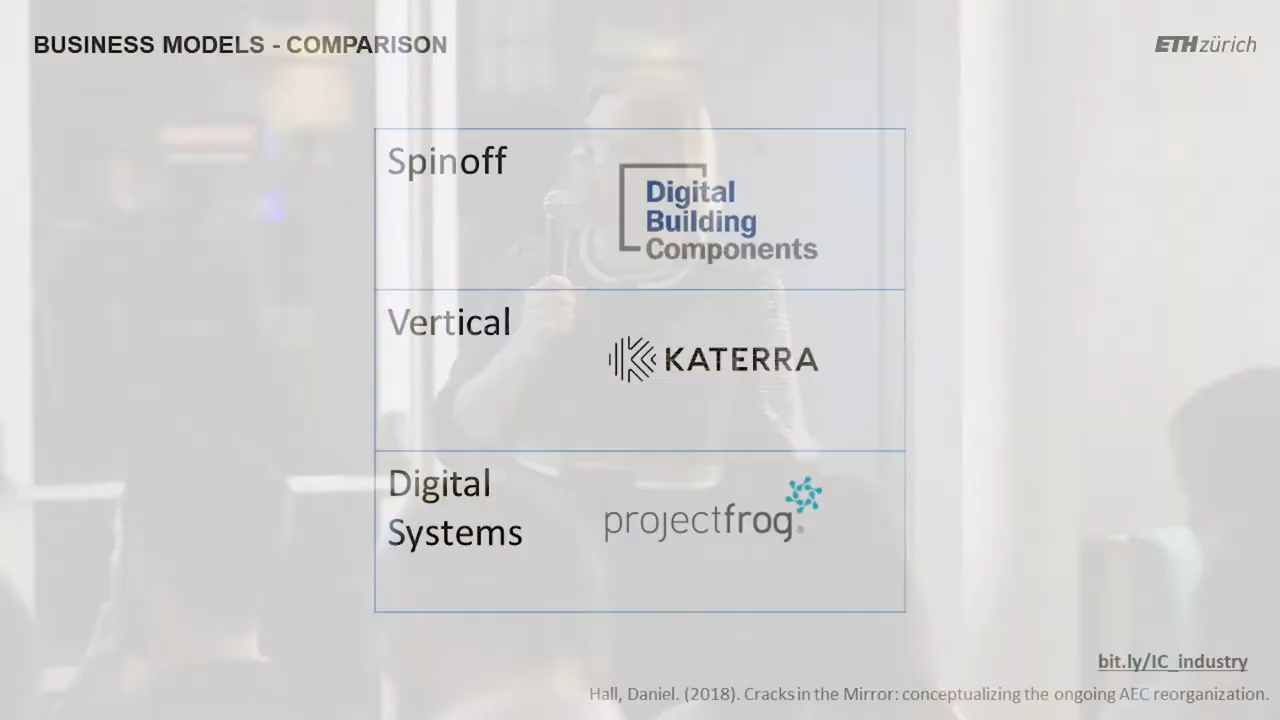 BUSINESS MODELS - COMPARISON
ETH zürich
Spinoff
Digital
Building
Components
Vertical
KATERRA
Digital
Systems
projectfrog®
bit.ly/IC_industry
Hall, Daniel. (2018). Cracks in the Mirror: conceptualizing the ongoing AEC reorganization.